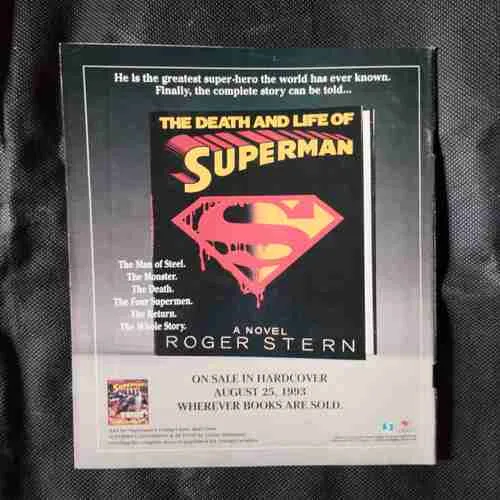 He is the greatest super-hero the world has ever known.
Finally, the complete story can be told...
THE DEATH AND LIFE OF
SUPERMAN
The Man of Steel.
The Monster.
The Death.
The Four Supermen.
The Return.
The Whole Story.
A NOVEL
ROGER STERN
ON SALE IN HARDCOVER
AUGUST 25, 1993
WHEREVER BOOKS ARE SOLD.
SUPERMAN